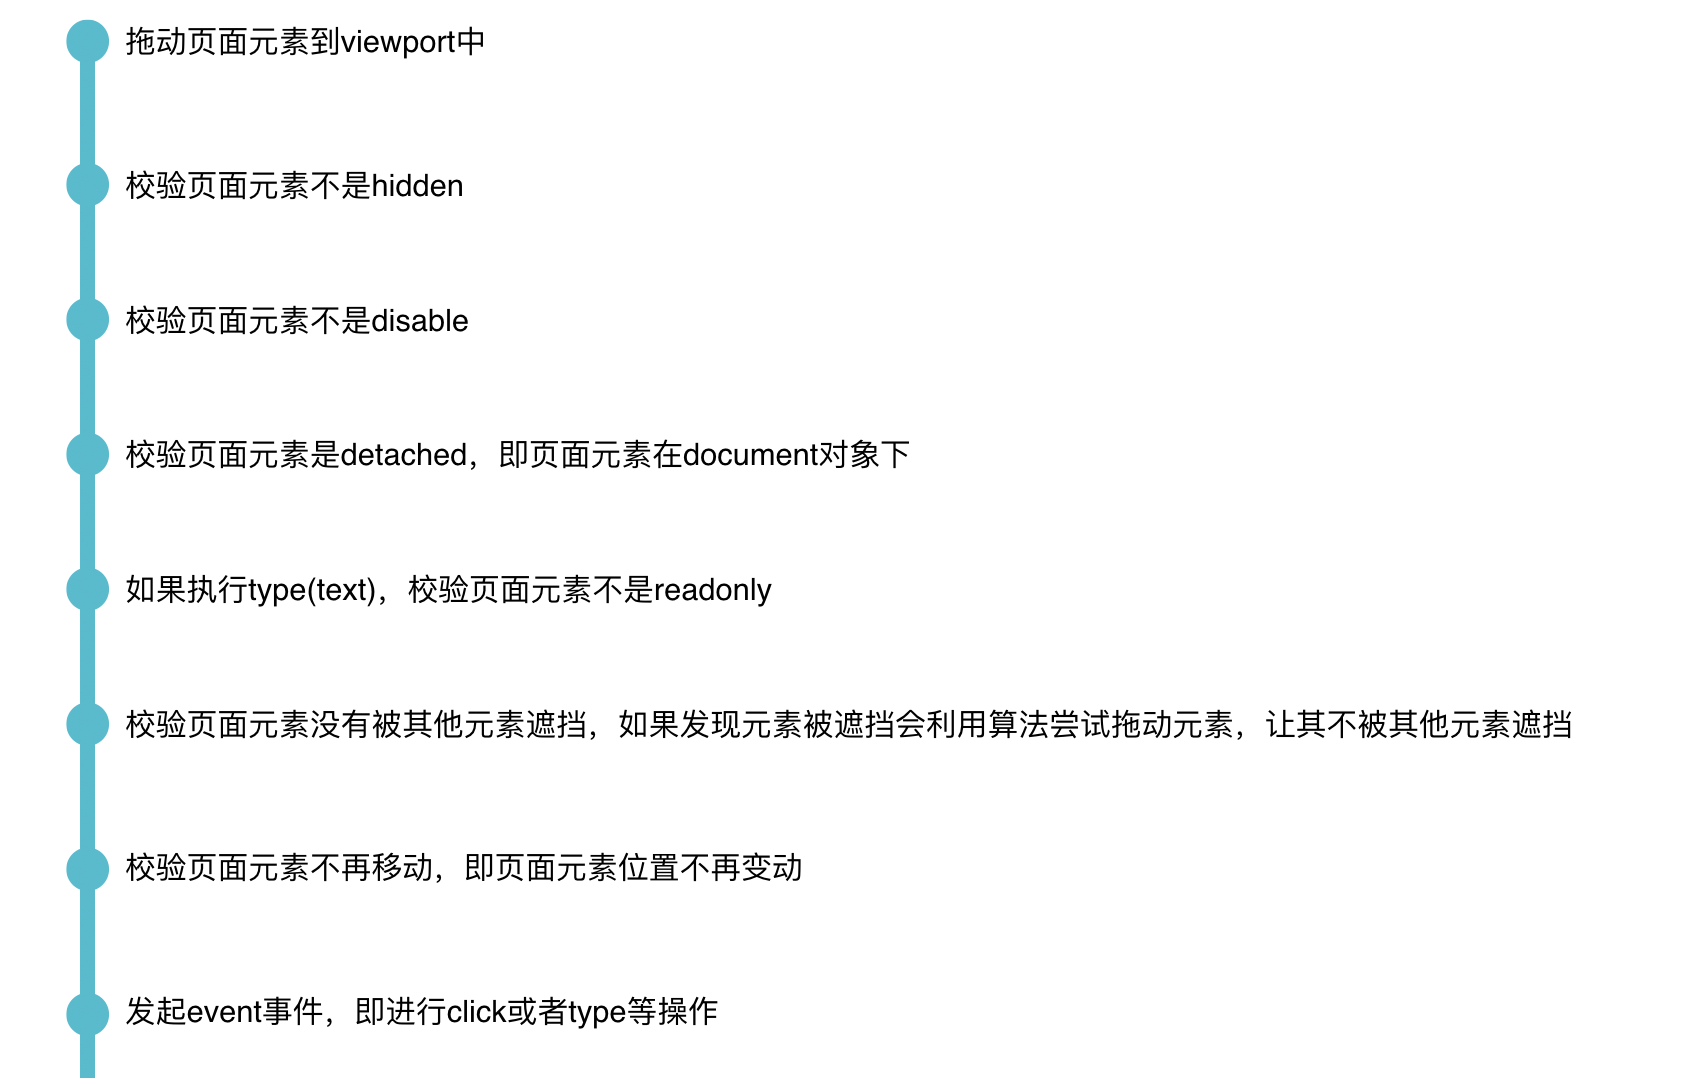 拖动页面元素到viewport中
校验页面元素不是hidden
校验页面元素不是disable
校验页面元素是detached，即页面元素在document对象下
如果执行type(text)，校验页面元素不是readonly
校验页面元素没有被其他元素遮挡，如果发现元素被遮挡会利用算法尝试拖动元素，让其不被其他元素遮挡
校验页面元素不再移动，即页面元素位置不再变动
发起event事件，即进行click或者type等操作